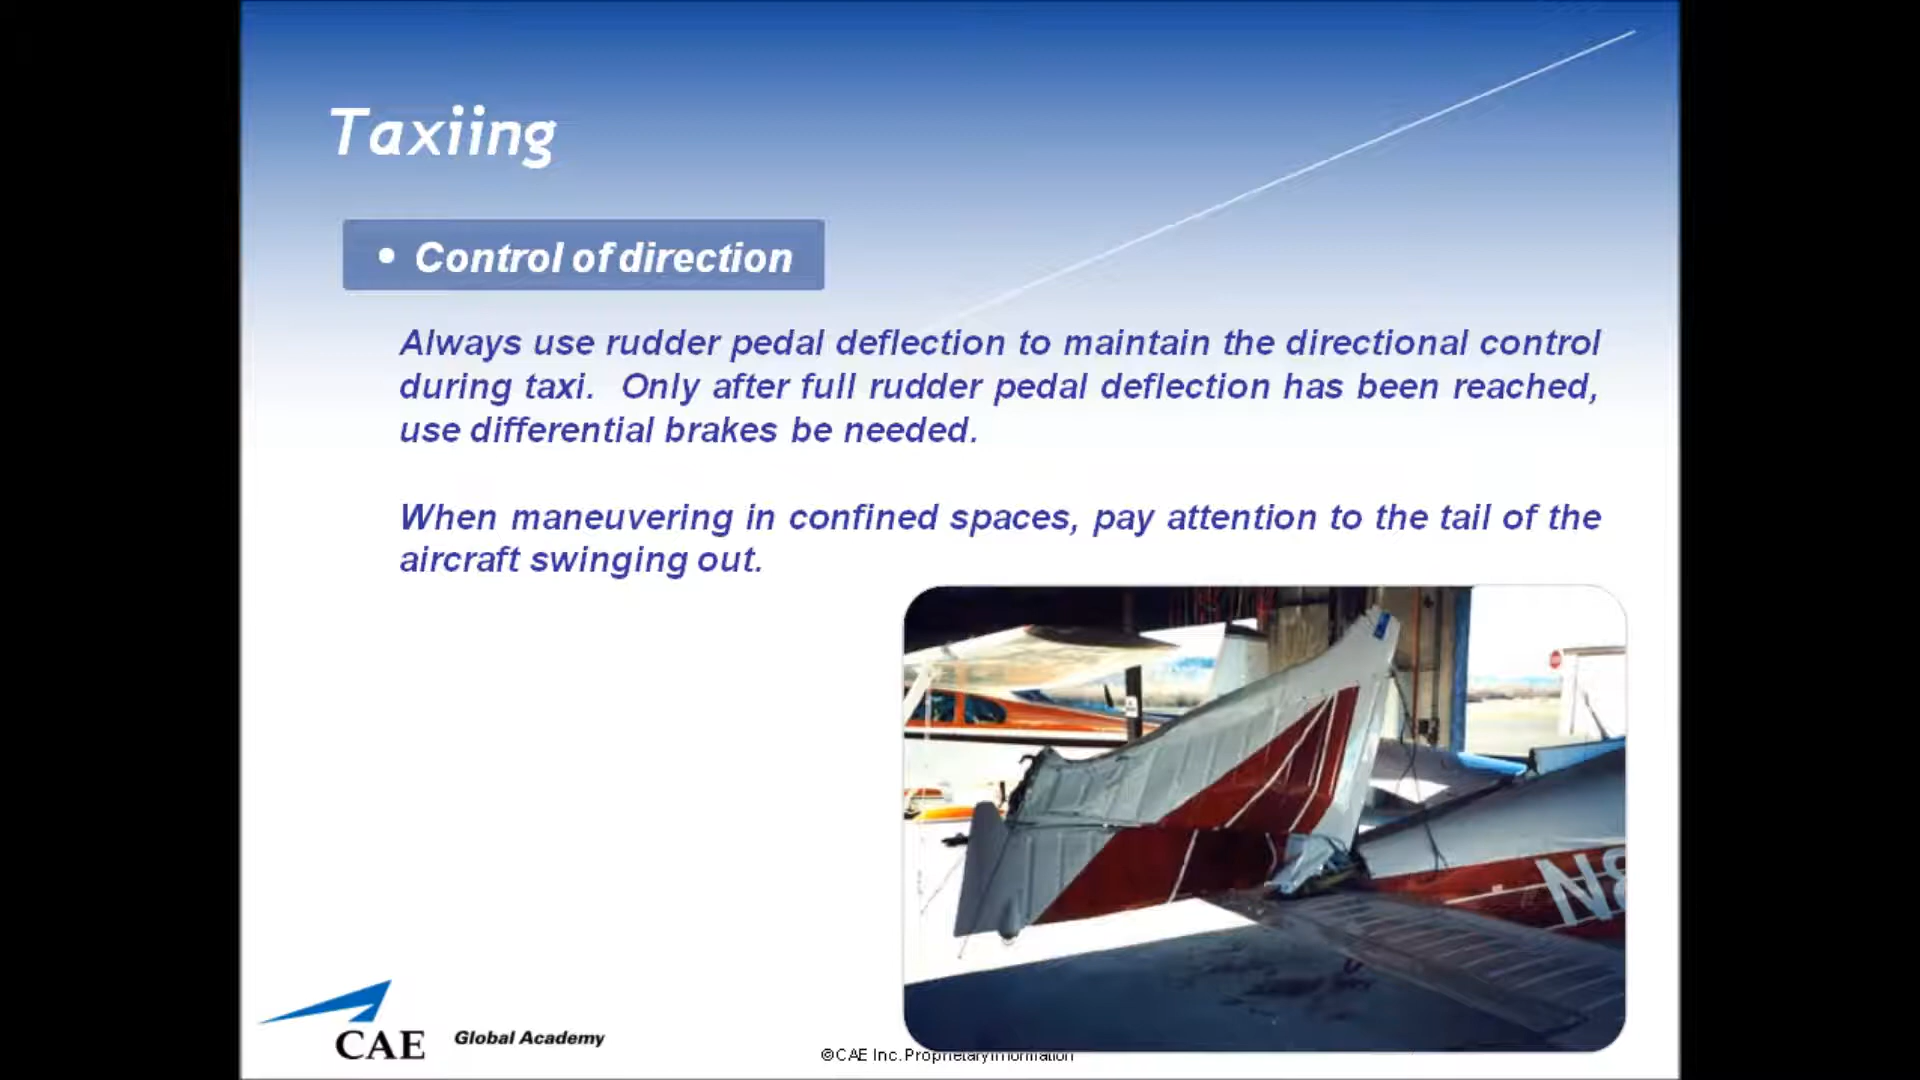 Taxiing
• Control of direction
Always use rudder pedal deflection to maintain the directional control
during taxi. Only after full rudder pedal deflection has been reached,
use differential brakes be needed.
When maneuvering in confined spaces, pay attention to the tail of the
aircraft swinging out.
N8
CAE Global Academy
©CAE Inc. Proprietary Information